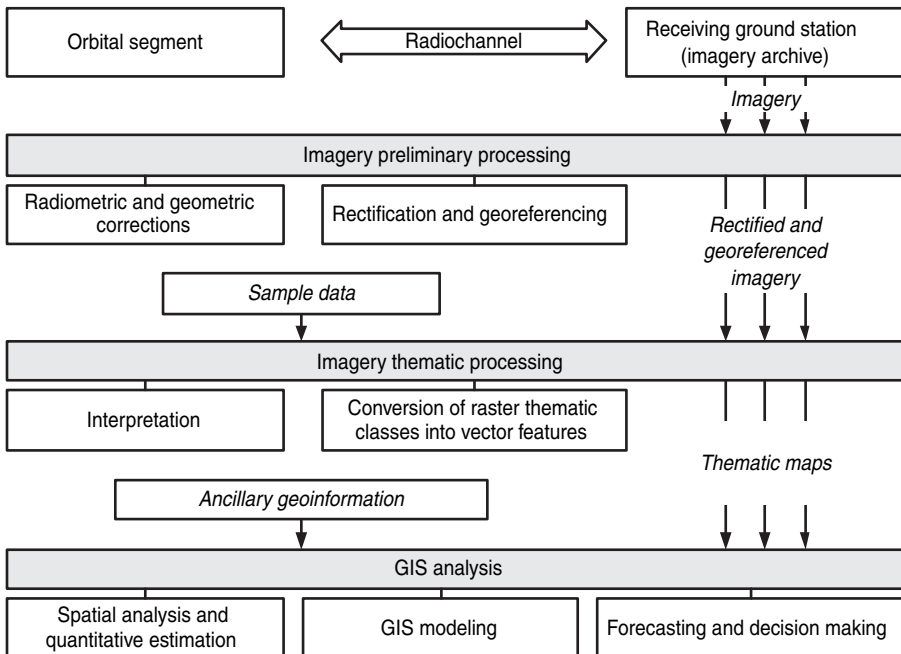 Orbital segment
Radiochannel
Receiving ground station
(imagery archive)
Imagery
Imagery preliminary processing
Radiometric and geometric
corrections
Rectification and georeferencing
Rectified and
georeferenced
imagery
Sample data
Imagery thematic processing
Interpretation
Conversion of raster thematic
classes into vector features
Thematic maps
Ancillary geoinformation
GIS analysis
Spatial analysis and
quantitative estimation
GIS modeling
Forecasting and decision making